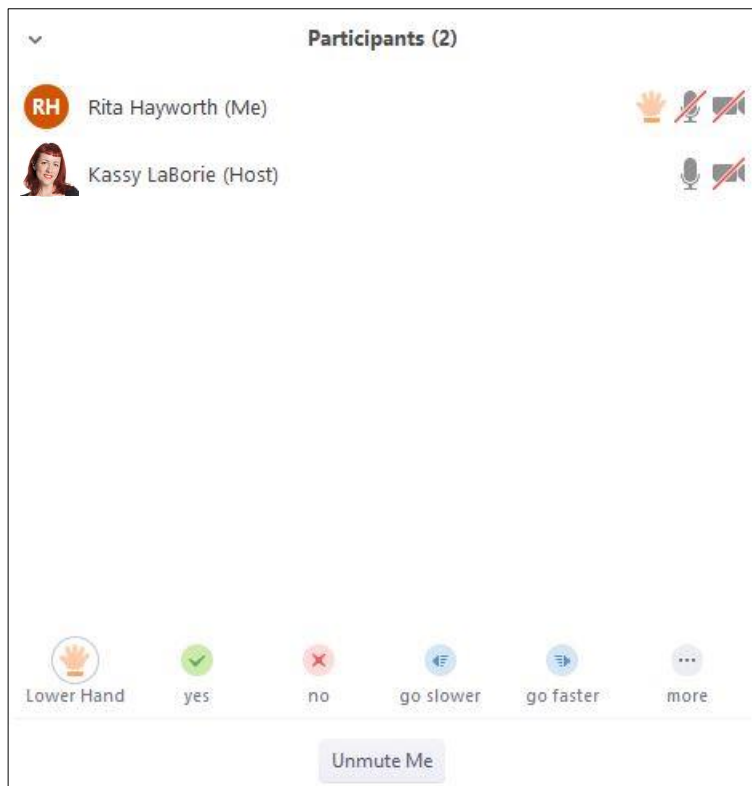 Participants (2)
RH Rita Hayworth (Me)
Kassy LaBorie (Host)
Lower Hand yes no go slower go faster more
Unmute Me